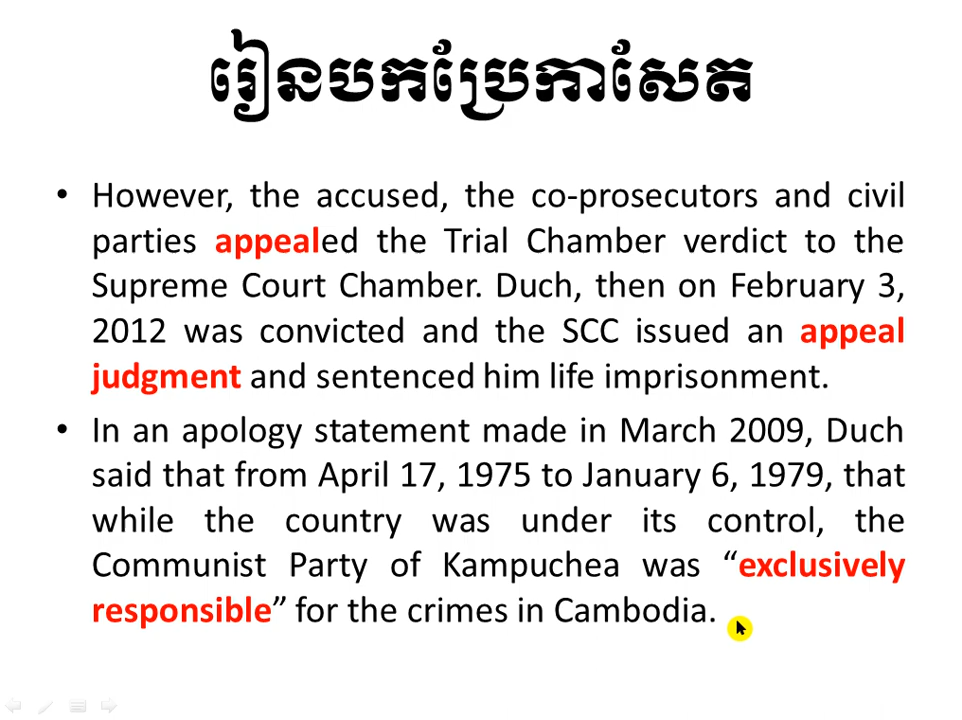 រៀនបកប្រែកាសែត
• However, the accused, the co-prosecutors and civil
parties appealed the Trial Chamber verdict to the
Supreme Court Chamber. Duch, then on February 3,
2012 was convicted and the SCC issued an appeal
judgment and sentenced him life imprisonment.
• In an apology statement made in March 2009, Duch
said that from April 17, 1975 to January 6, 1979, that
while the country was under its control, the
Communist Party of Kampuchea was “exclusively
responsible” for the crimes in Cambodia.